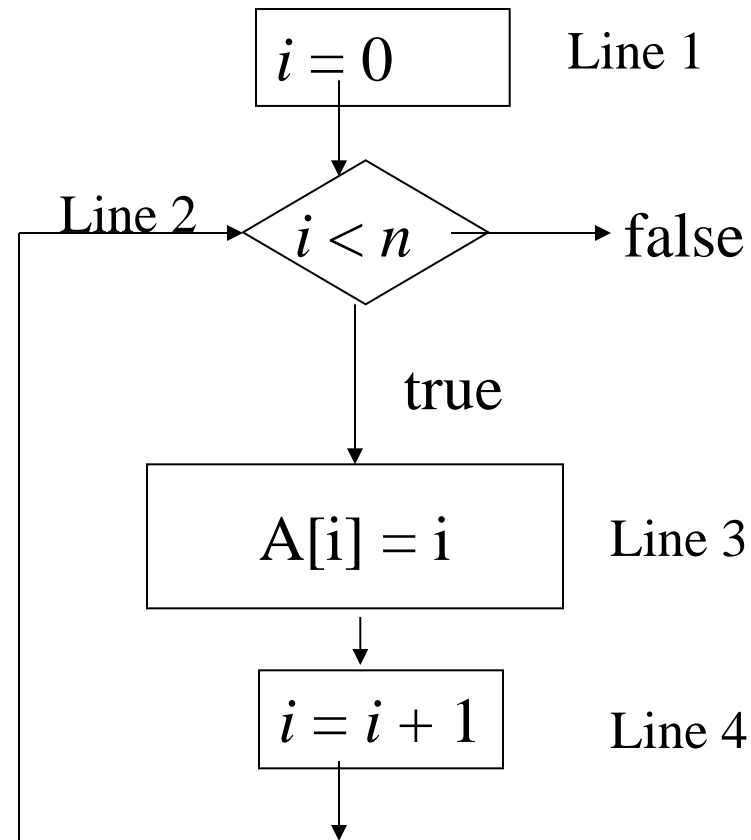 i = 0 Line 1
Line 2 i < n false
true
A[i] = i Line 3
i = i + 1 Line 4